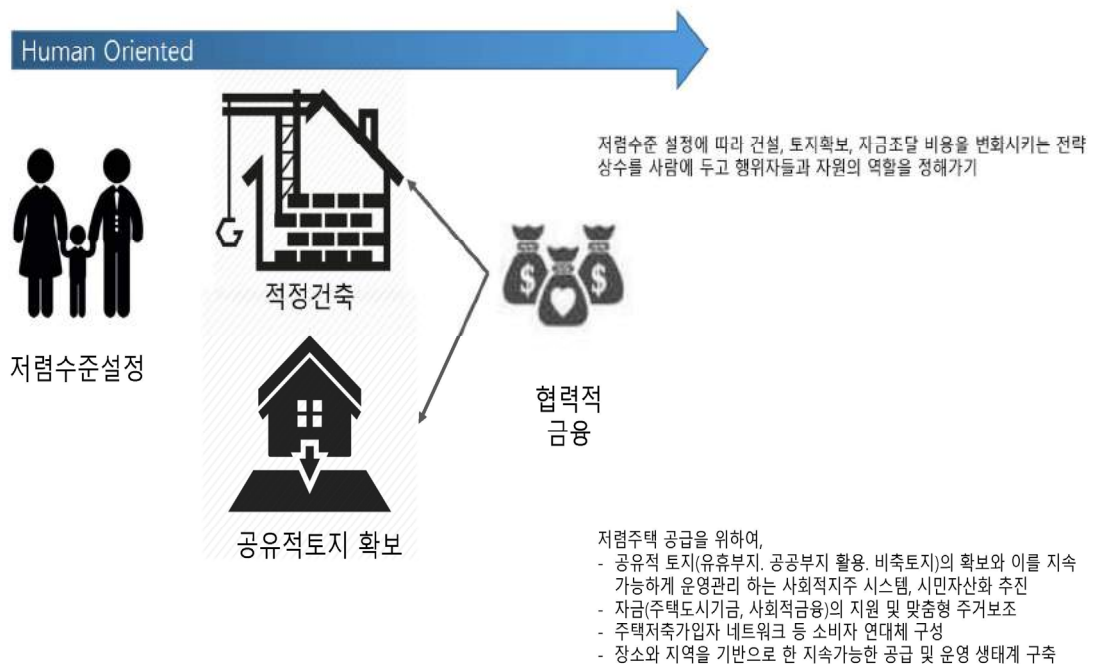 Human Oriented
저렴수준 설정에 따라 건설, 토지확보, 자금조달 비용을 변화시키는 전략
상수를 사람에 두고 행위자들과 자원의 역할을 정해가기
적정건축
저렴수준설정
협력적
금융
공유적토지 확보
저렴주택 공급을 위하여,
- 공유적 토지(유휴부지. 공공부지 활용. 비축토지)의 확보와 이를 지속
가능하게 운영관리 하는 사회적지주 시스템, 시민자산화 추진
- 자금(주택도시기금, 사회적금융)의 지원 및 맞춤형 주거보조
- 주택저축가입자 네트워크 등 소비자 연대체 구성
- 장소와 지역을 기반으로 한 지속가능한 공급 및 운영 생태계 구축